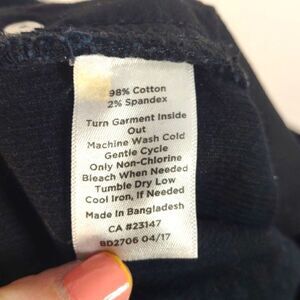 98% Cotton
2% Spandex
Turn Garment Inside
Out
Machine Wash Cold
Gentle Cycle
Only Non-Chlorine
Bleach When Needed
Tumble Dry Low
Cool Iron, If Needed
Made In Bangladesh
CA #23147
BD2706 04/17